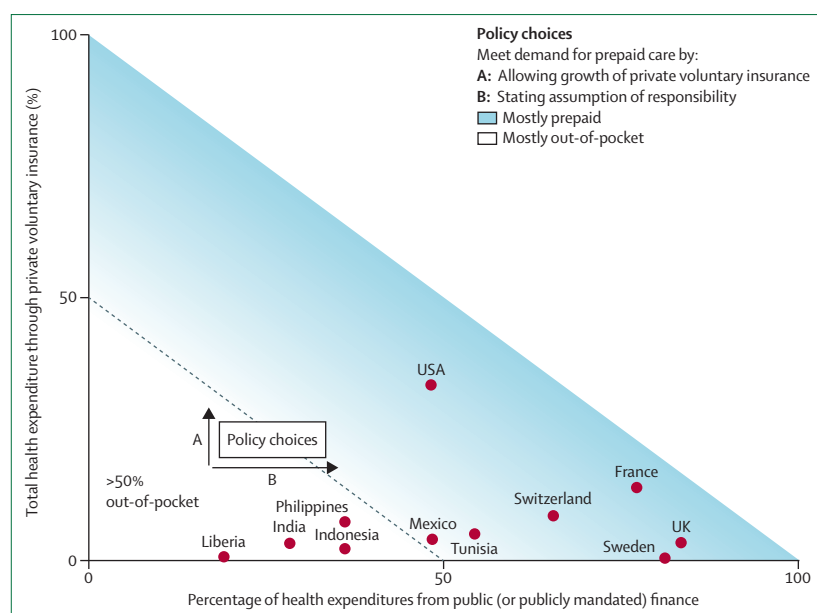 Policy choices
Meet demand for prepaid care by:
A: Allowing growth of private voluntary insurance
B: Stating assumption of responsibility
Mostly prepaid
Mostly out-of-pocket
Total health expenditure through private voluntary insurance (%)
100
50
0
USA
A
Policy choices
B
>50%
out-of-pocket
France
Switzerland
Philippines
India
Indonesia
Liberia
Mexico
Tunisia
UK
Sweden
0
50
100
Percentage of health expenditures from public (or publicly mandated) finance